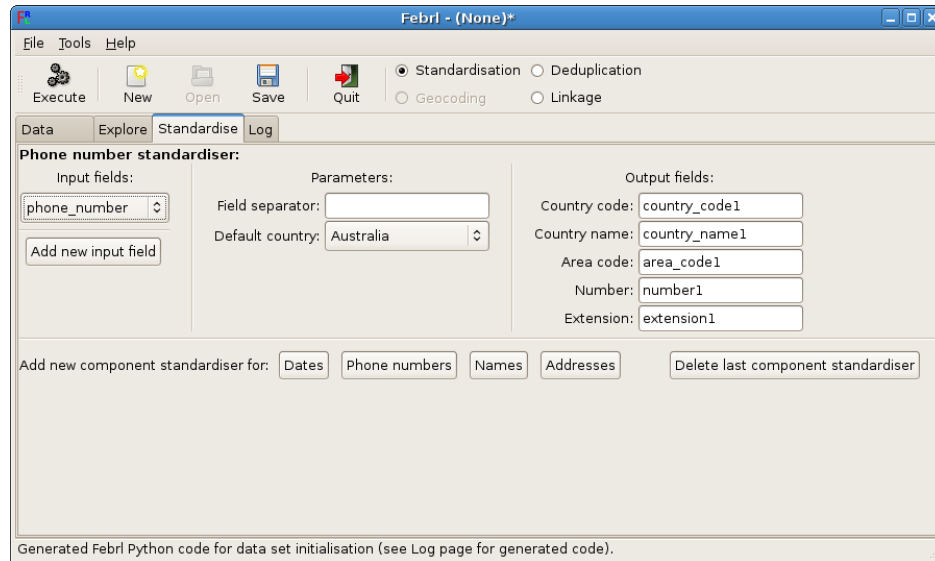 Febrl - (None)*
File Tools Help
Execute New Open Save Quit Standardisation Deduplication
Geocoding Linkage
Data Explore Standardise Log
Phone number standardiser:
Input fields: Parameters: Output fields:
phone_number Field separator: Country code: country_code1
Default country: Australia Country name: country_name1
Add new input field Area code: area_code1
Number: number1
Extension: extension1
Add new component standardiser for: Dates Phone numbers Names Addresses Delete last component standardiser
Generated Febrl Python code for data set initialisation (see Log page for generated code).